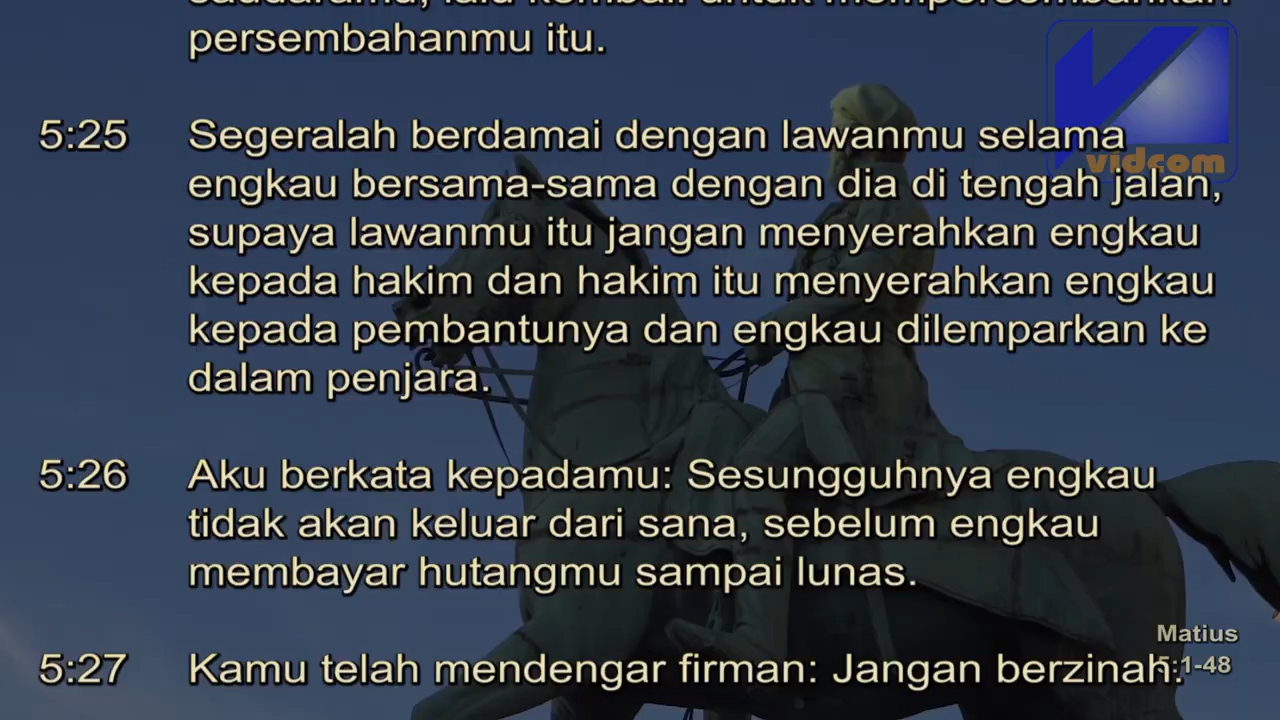 persembahanmu itu.
5:25 Segeralah berdamai dengan lawanmu selama
engkau bersama-sama dengan dia di tengah jalan,
supaya lawanmu itu jangan menyerahkan engkau
kepada hakim dan hakim itu menyerahkan engkau
kepada pembantunya dan engkau dilemparkan ke
dalam penjara.
5:26 Aku berkata kepadamu: Sesungguhnya engkau
tidak akan keluar dari sana, sebelum engkau
membayar hutangmu sampai lunas.
5:27 Kamu telah mendengar firman: Jangan berzinah.
vidcom
Matius
5:1-48